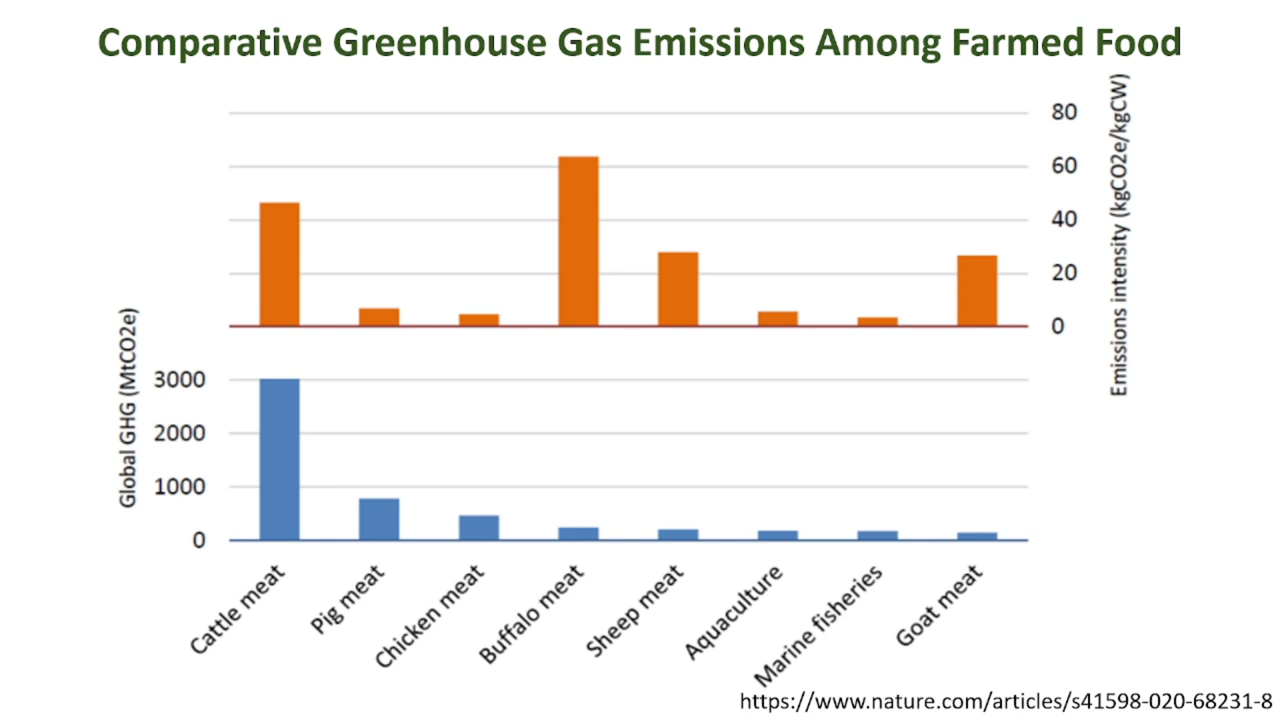 Comparative Greenhouse Gas Emissions Among Farmed Food
80
60
40
20
0
Emissions intensity (kgCO2e/kgCW)
Global GHG (MtCO2e)
3000
2000
1000
0
Cattle meat
Pig meat
Chicken meat
Buffalo meat
Sheep meat
Aquaculture
Marine fisheries
Goat meat
https://www.nature.com/articles/s41598-020-68231-8